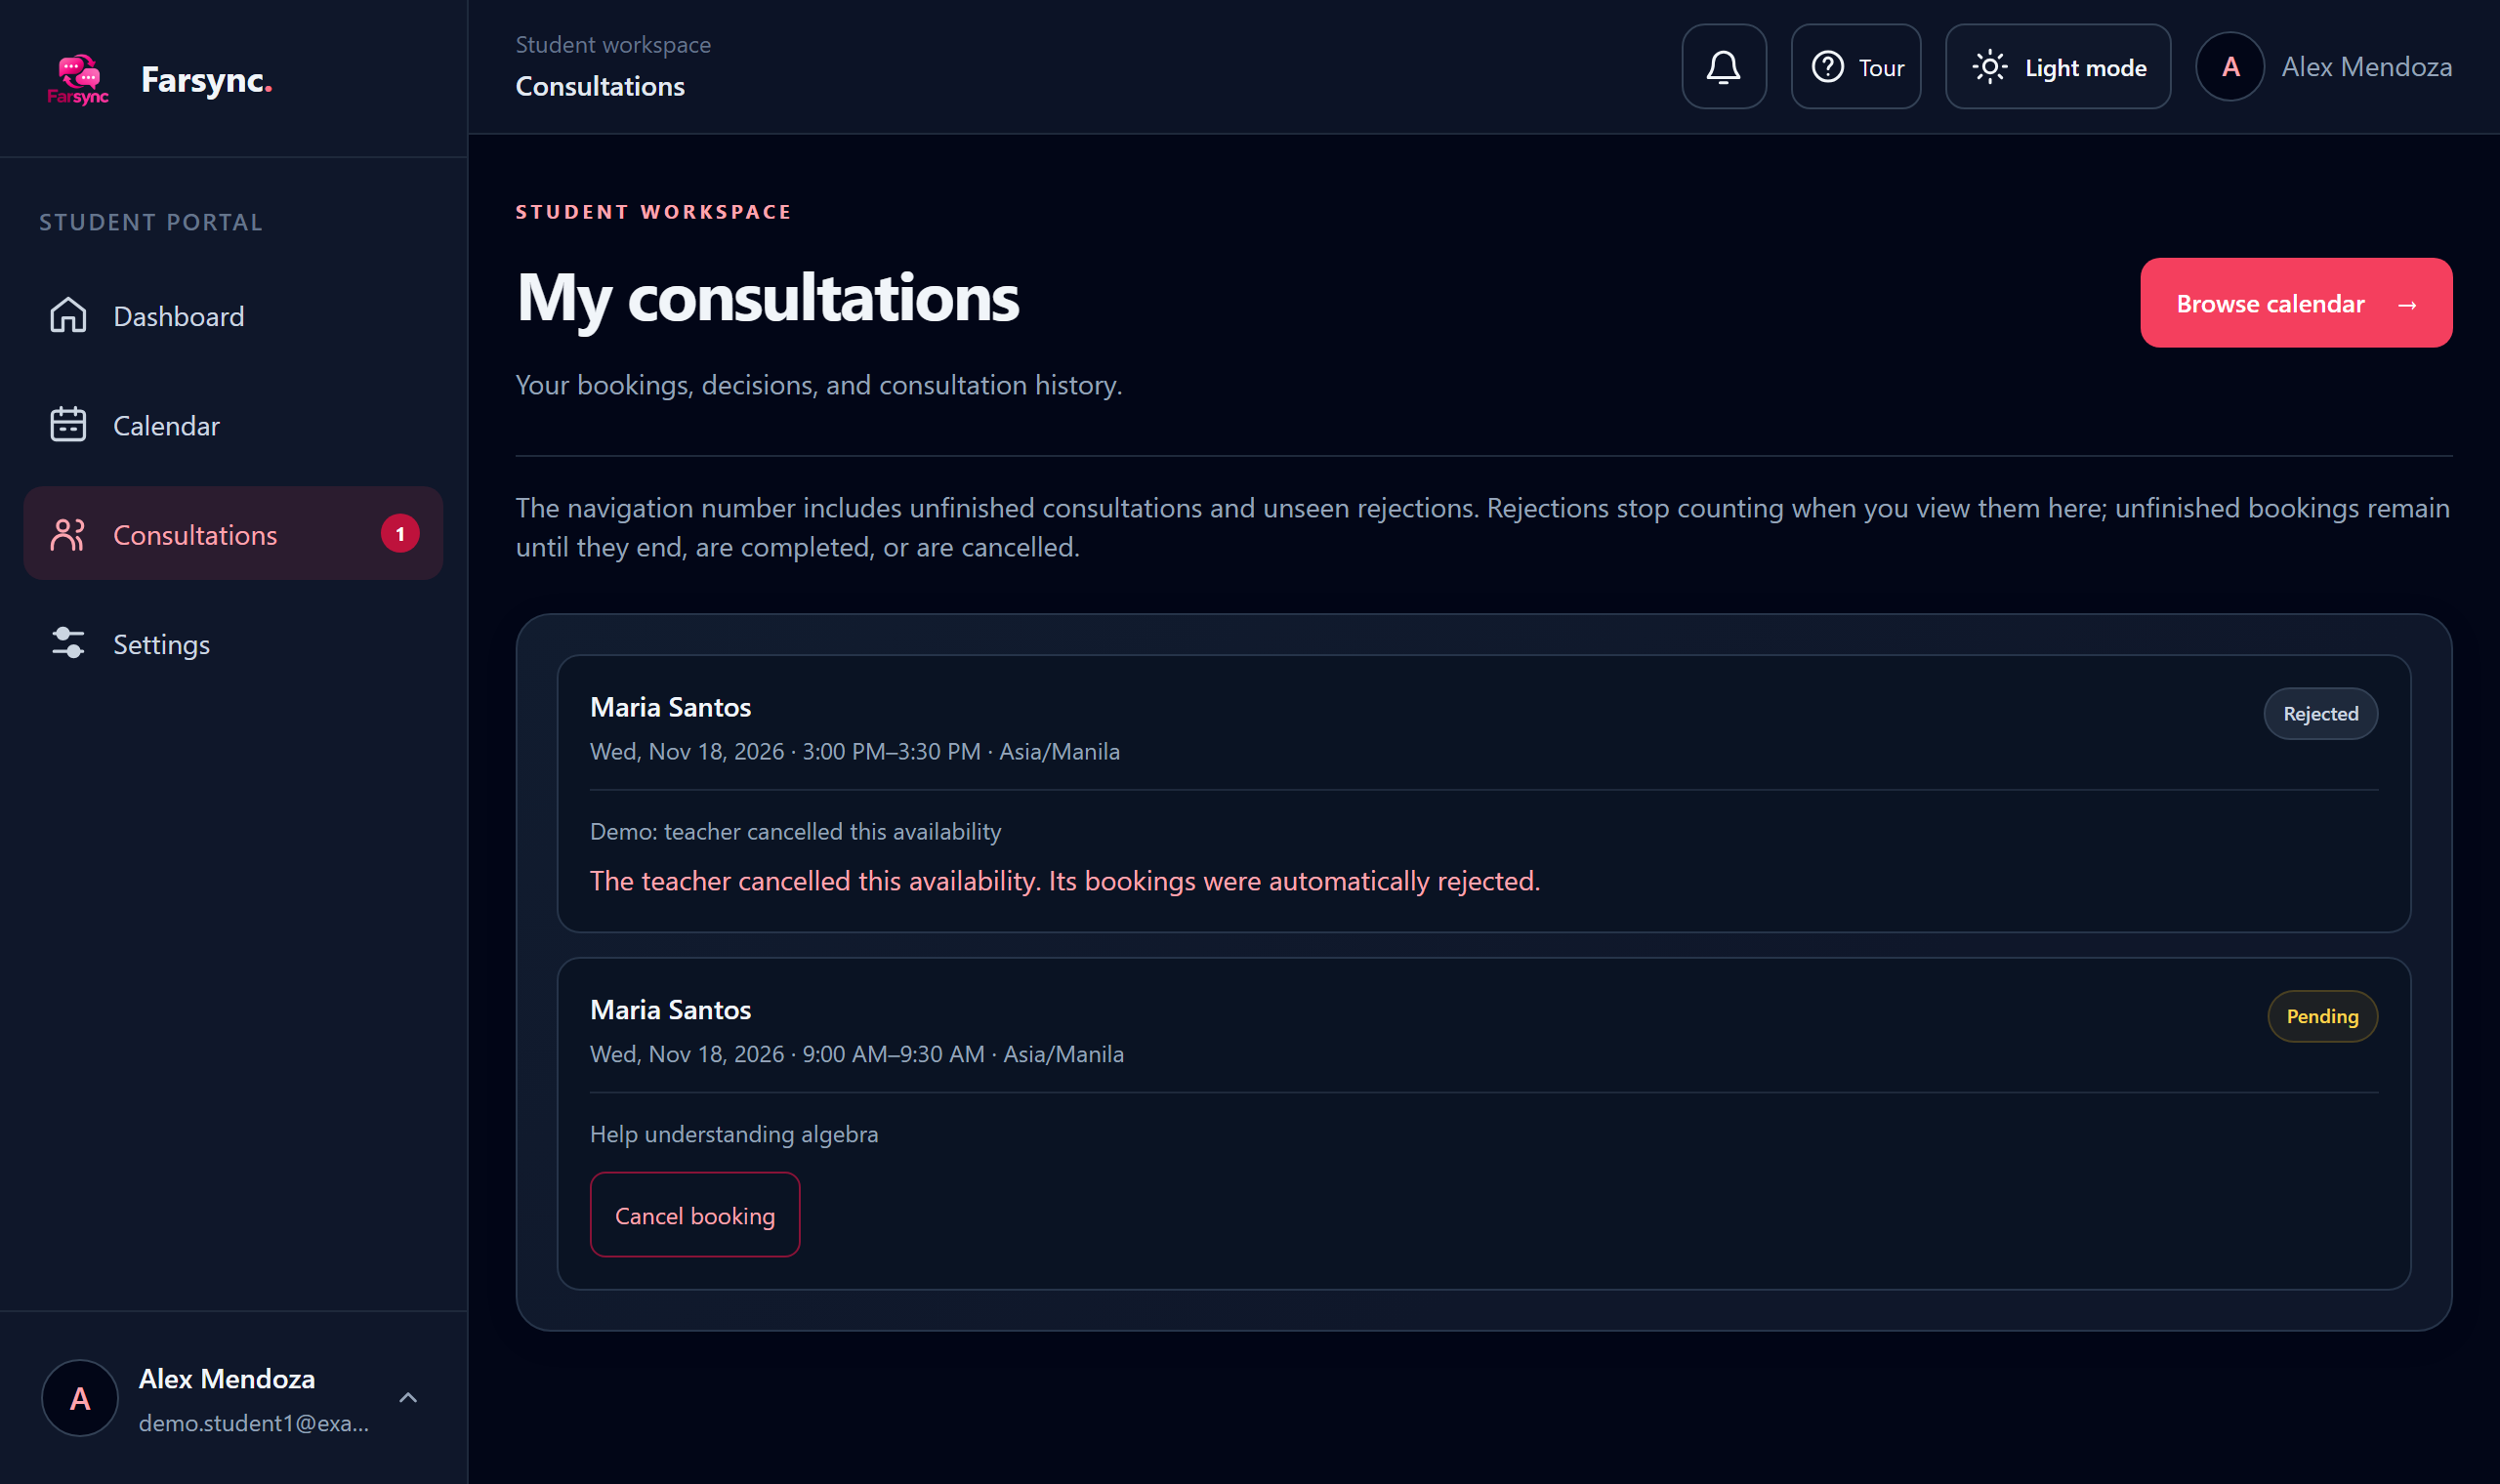 Farsync
Farsync.
STUDENT PORTAL
Dashboard
Calendar
Consultations
1
Settings
A
Alex Mendoza
demo.student1@exa...
Student workspace
Consultations
Tour
Light mode
A
Alex Mendoza
STUDENT WORKSPACE
My consultations
Browse calendar →
Your bookings, decisions, and consultation history.
The navigation number includes unfinished consultations and unseen rejections. Rejections stop counting when you view them here; unfinished bookings remain
until they end, are completed, or are cancelled.
Maria Santos
Rejected
Wed, Nov 18, 2026 · 3:00 PM–3:30 PM · Asia/Manila
Demo: teacher cancelled this availability
The teacher cancelled this availability. Its bookings were automatically rejected.
Maria Santos
Pending
Wed, Nov 18, 2026 · 9:00 AM–9:30 AM · Asia/Manila
Help understanding algebra
Cancel booking